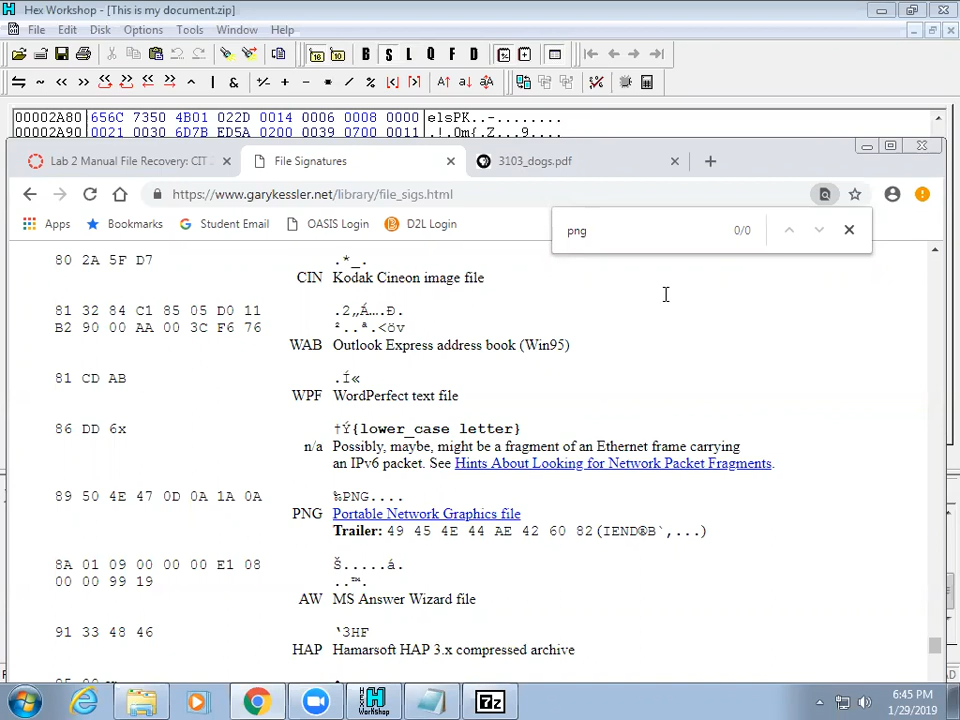 Hex Workshop - [This is my document.zip]
File Edit Disk Options Tools Window Help
B S L Q F D
00002A80 656C 7350 4B01 022D 0014 0006 0008 0000 elsPK..-........
00002A90 0021 0030 6D7B ED5A 0200 0039 0700 0011 .!.0m{.Z...9....
Lab 2 Manual File Recovery: CIT 2
File Signatures
3103_dogs.pdf
https://www.garykessler.net/library/file_sigs.html
Apps Bookmarks Student Email OASIS Login D2L Login
png 0/0
80 2A 5F D7 .*_.
CIN Kodak Cineon image file
81 32 84 C1 85 05 D0 11 .2„Á….Ð.
B2 90 00 AA 00 3C F6 76 ²..ª.<öv
WAB Outlook Express address book (Win95)
81 CD AB .Í«
WPF WordPerfect text file
86 DD 6x †Ý{lower_case letter}
n/a Possibly, maybe, might be a fragment of an Ethernet frame carrying
an IPv6 packet. See Hints About Looking for Network Packet Fragments.
89 50 4E 47 0D 0A 1A 0A ‰PNG....
PNG Portable Network Graphics file
Trailer: 49 45 4E 44 AE 42 60 82 (IEND®B`‚...)
8A 01 09 00 00 00 E1 08 Š.....á.
00 00 99 19 ..™.
AW MS Answer Wizard file
91 33 48 46 ‘3HF
HAP Hamarsoft HAP 3.x compressed archive
HEX Workshop
7z
6:45 PM
1/29/2019